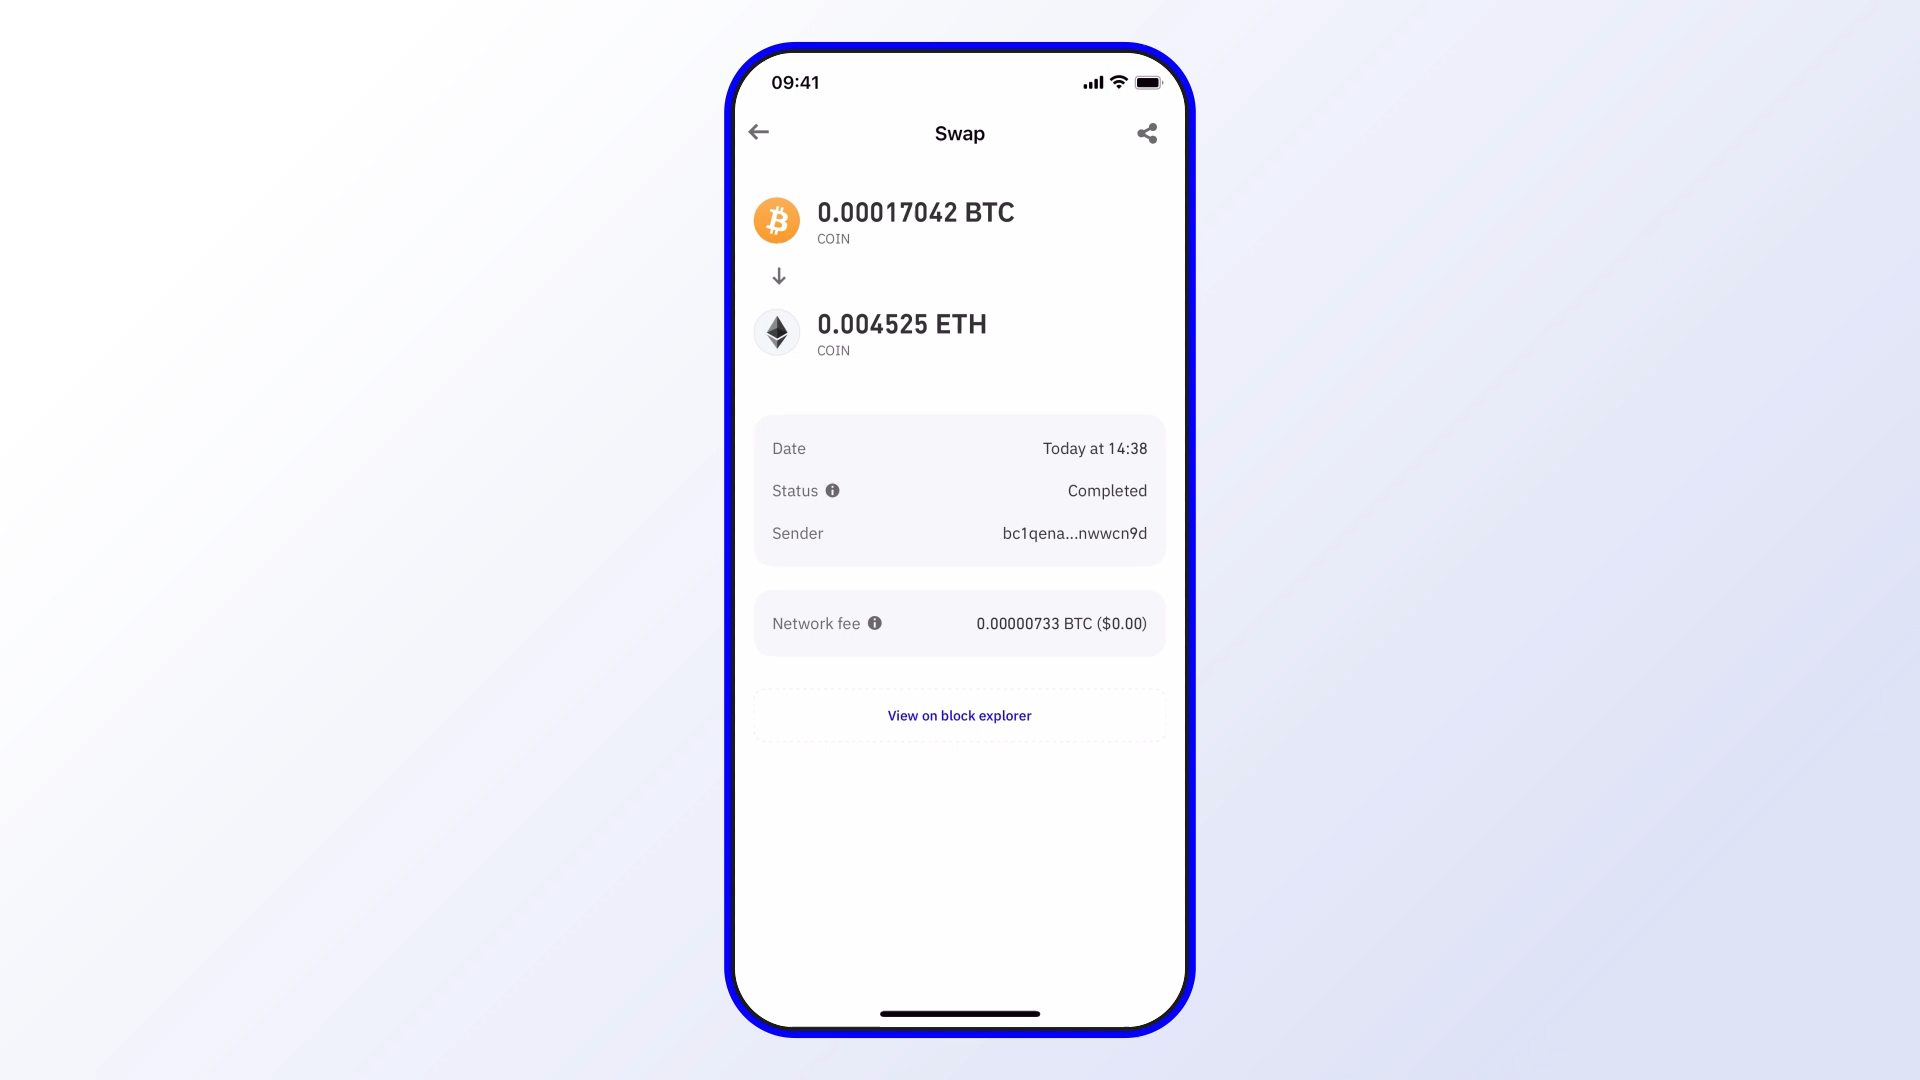 09:41
Swap
0.00017042 BTC
COIN
0.004525 ETH
COIN
Date Today at 14:38
Status Completed
Sender bc1qena...nwwcn9d
Network fee 0.00000733 BTC ($0.00)
View on block explorer